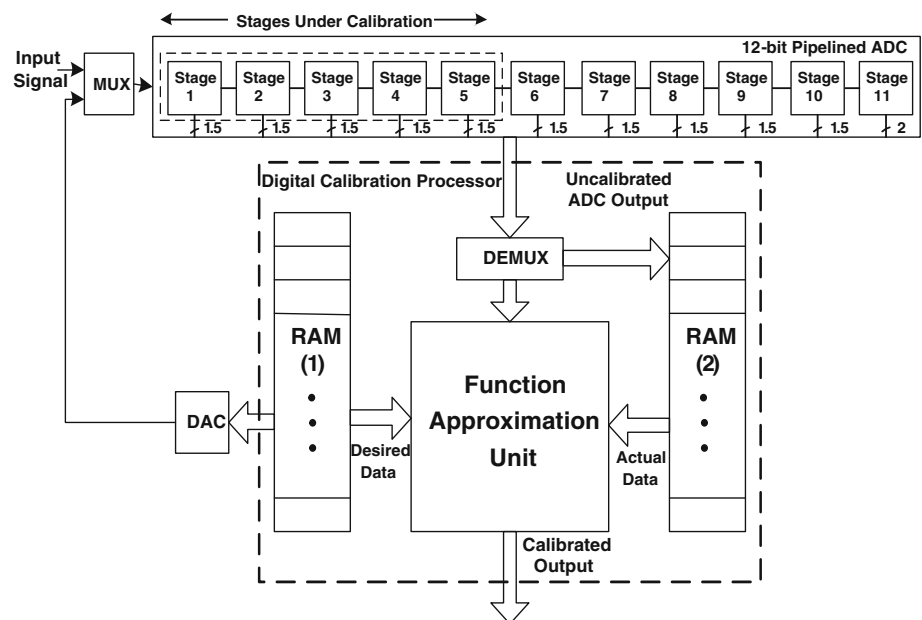 Stages Under Calibration
12-bit Pipelined ADC
Input
Signal
MUX
Stage
1
Stage
2
Stage
3
Stage
4
Stage
5
Stage
6
Stage
7
Stage
8
Stage
9
Stage
10
Stage
11
1.5
1.5
1.5
1.5
1.5
1.5
1.5
1.5
1.5
1.5
2
Digital Calibration Processor
Uncalibrated
ADC Output
DEMUX
RAM
(1)
Function
Approximation
Unit
RAM
(2)
DAC
Desired
Data
Actual
Data
Calibrated
Output